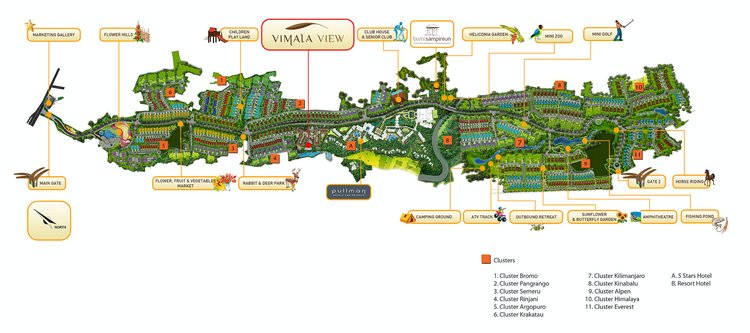 MARKETING GALLERY
FLOWER HILLS
CHILDREN
PLAY LAND
VIMALA VIEW
CLUB HOUSE
& SENIOR CLUB
bumi sampireun
HELICONIA GARDEN
MINI ZOO
MINI GOLF
1
2
3
4
5
6
A
B
7
8
9
10
11
MAIN GATE
FLOWER, FRUIT & VEGETABLES
MARKET
RABBIT & DEER PARK
pullman
CAMPING GROUND
ATV TRACK
OUTBOUND RETREAT
SUNFLOWER
& BUTTERFLY GARDEN
AMPHITHEATRE
GATE 2
HORSE RIDING
FISHING POND
NORTH
Clusters
1. Cluster Bromo
2. Cluster Pangrango
3. Cluster Semeru
4. Cluster Rinjani
5. Cluster Argopuro
6. Cluster Krakatau
7. Cluster Kilimanjaro
8. Cluster Kinabalu
9. Cluster Alpen
10. Cluster Himalaya
11. Cluster Everest
A. 5 Stars Hotel
B. Resort Hotel